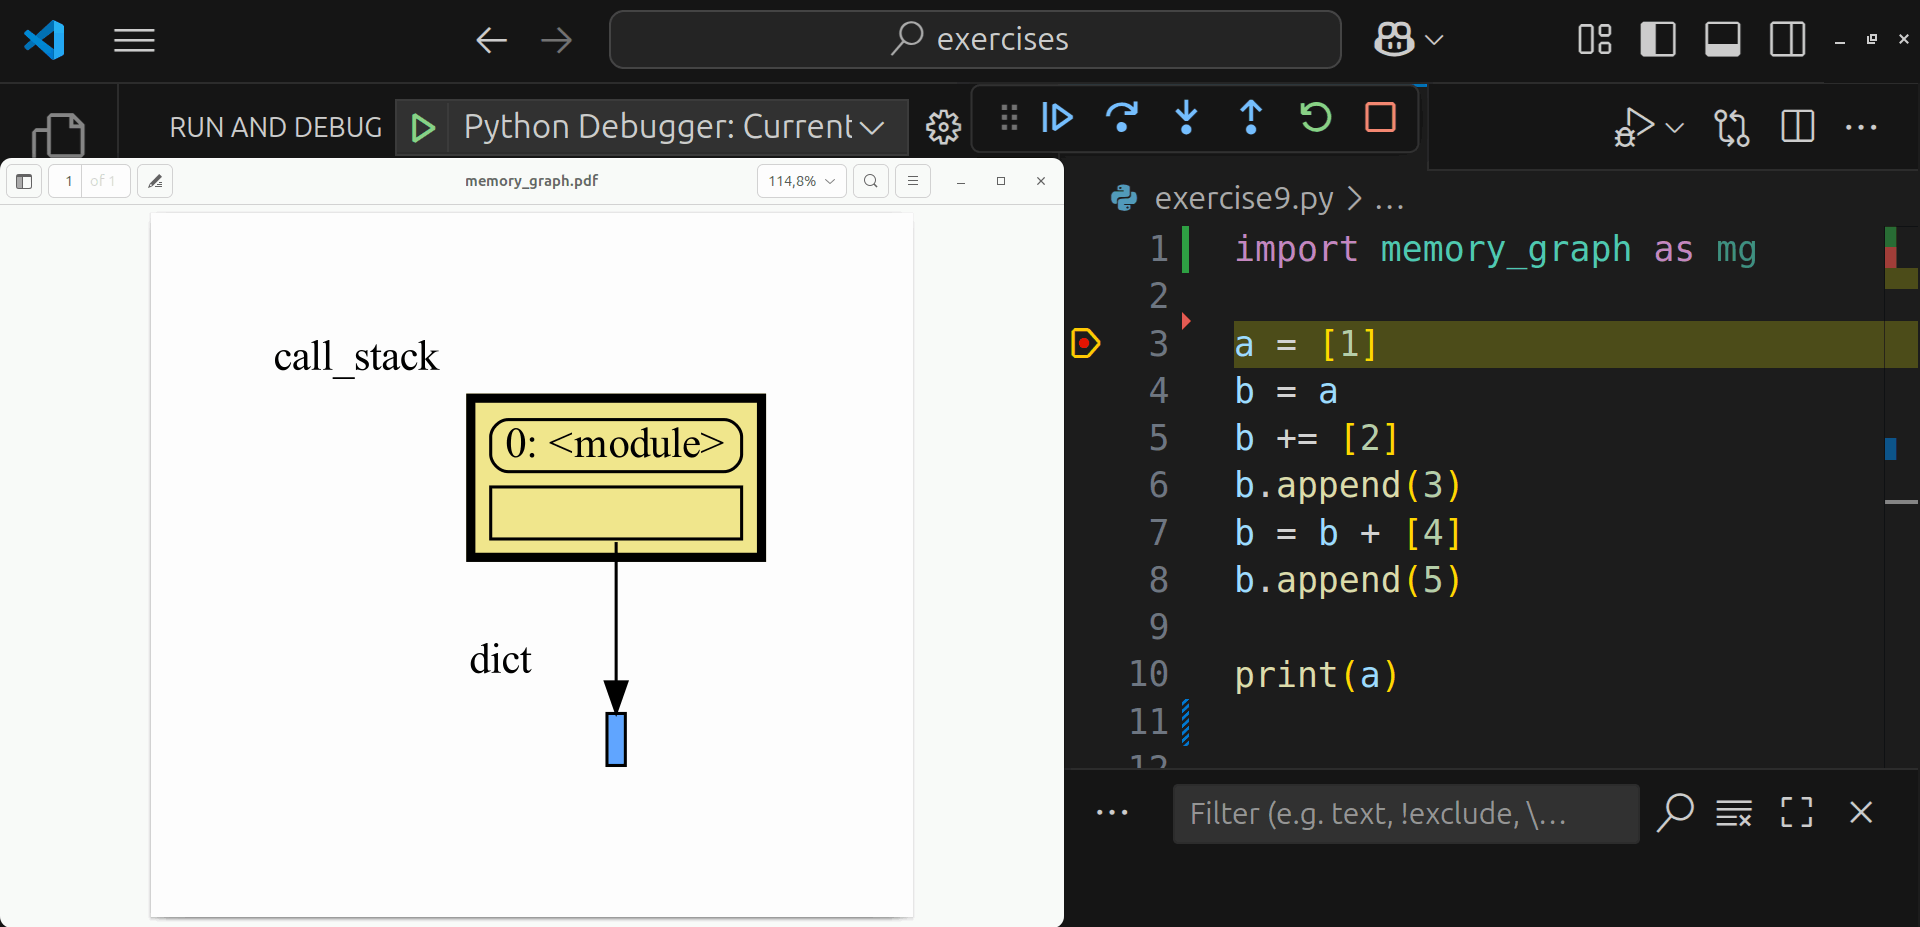 exercises
RUN AND DEBUG
Python Debugger: Current
1 of 1
memory_graph.pdf
114,8%
call_stack
0: <module>
dict
exercise9.py > ...
1 import memory_graph as mg
2
3 a = [1]
4 b = a
5 b += [2]
6 b.append(3)
7 b = b + [4]
8 b.append(5)
9
10 print(a)
11
12
Filter (e.g. text, !exclude, \...